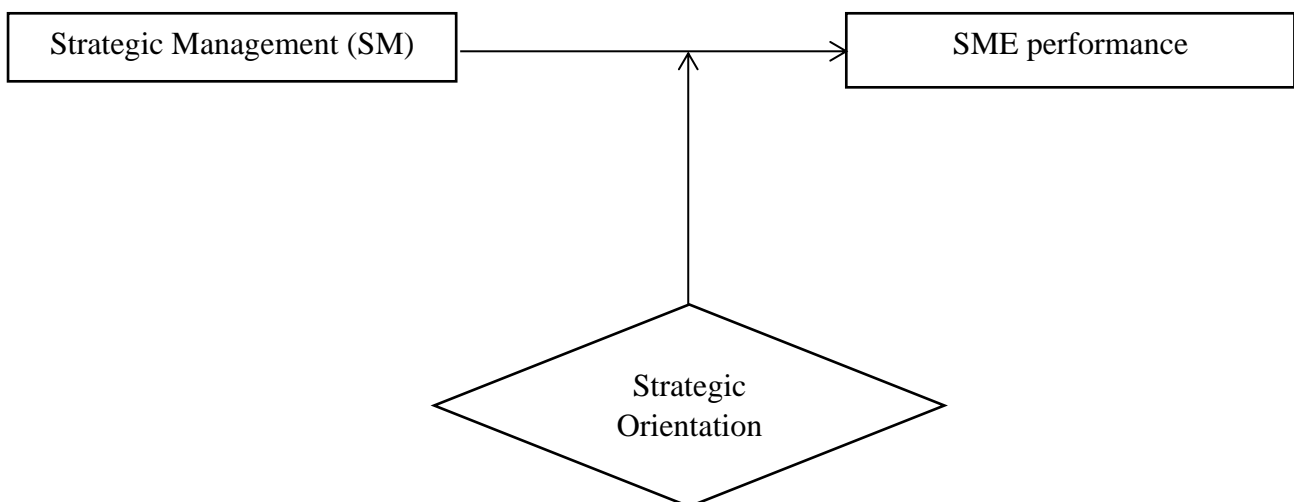 Strategic Management (SM)
SME performance
Strategic
Orientation